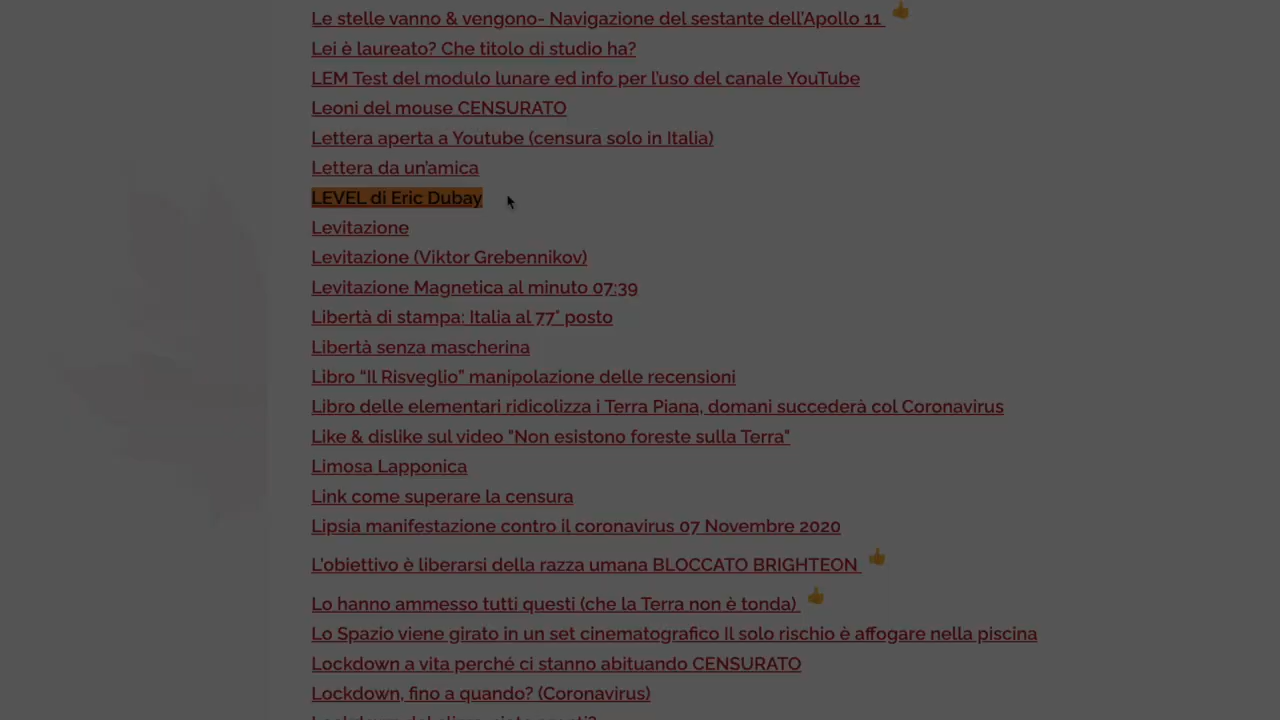 Le stelle vanno & vengono- Navigazione del sestante dell'Apollo 11
Lei è laureato? Che titolo di studio ha?
LEM Test del modulo lunare ed info per l'uso del canale YouTube
Leoni del mouse CENSURATO
Lettera aperta a Youtube (censura solo in Italia)
Lettera da un'amica
LEVEL di Eric Dubay
Levitazione
Levitazione (Viktor Grebennikov)
Levitazione Magnetica al minuto 07:39
Libertà di stampa: Italia al 77° posto
Libertà senza mascherina
Libro “Il Risveglio” manipolazione delle recensioni
Libro delle elementari ridicolizza i Terra Piana, domani succederà col Coronavirus
Like & dislike sul video "Non esistono foreste sulla Terra"
Limosa Lapponica
Link come superare la censura
Lipsia manifestazione contro il coronavirus 07 Novembre 2020
L'obiettivo è liberarsi della razza umana BLOCCATO BRIGHTEON
Lo hanno ammesso tutti questi (che la Terra non è tonda)
Lo Spazio viene girato in un set cinematografico Il solo rischio è affogare nella piscina
Lockdown a vita perché ci stanno abituando CENSURATO
Lockdown, fino a quando? (Coronavirus)